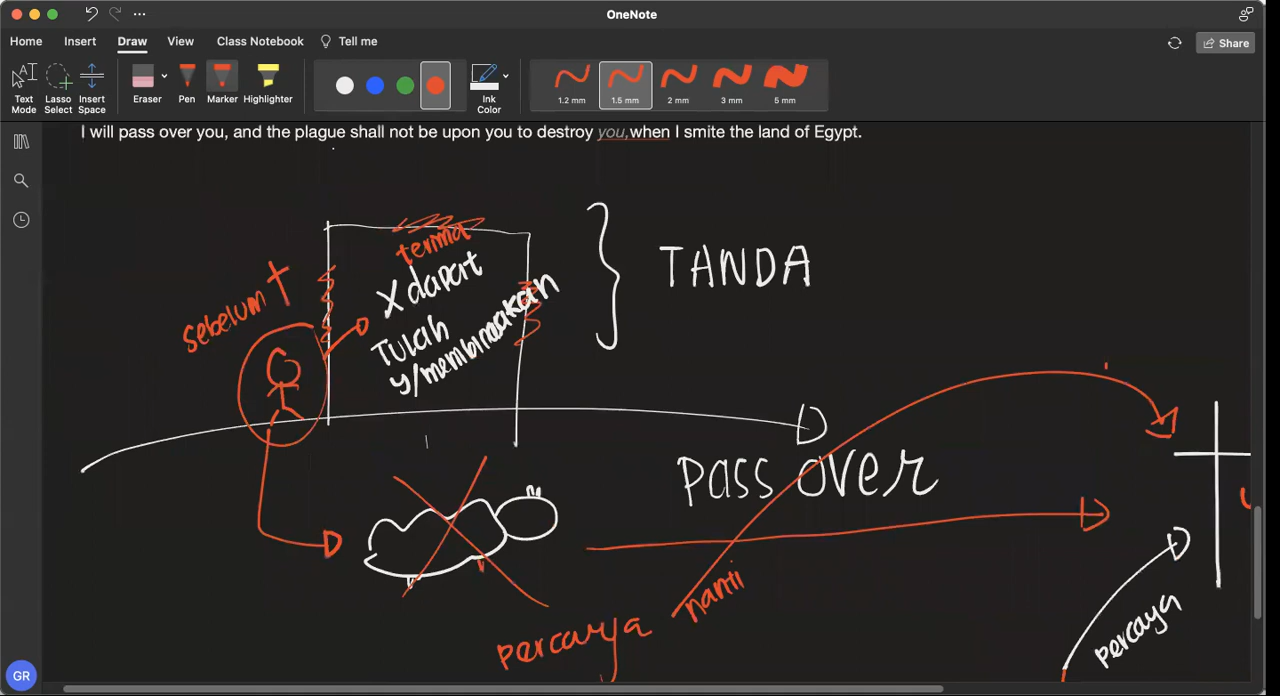 OneNote
Home Insert Draw View Class Notebook Tell me
Share
Text Mode
Lasso Select
Insert Space
Eraser
Pen
Marker
Highlighter
Ink Color
1.2 mm
1.5 mm
2 mm
3 mm
5 mm
I will pass over you, and the plague shall not be upon you to destroy you,when I smite the land of Egypt.
terima
X dapat
TULAH
y/membinasakan
TANDA
sebelum
PASS OVER
nanti
percaya
percaya
GR